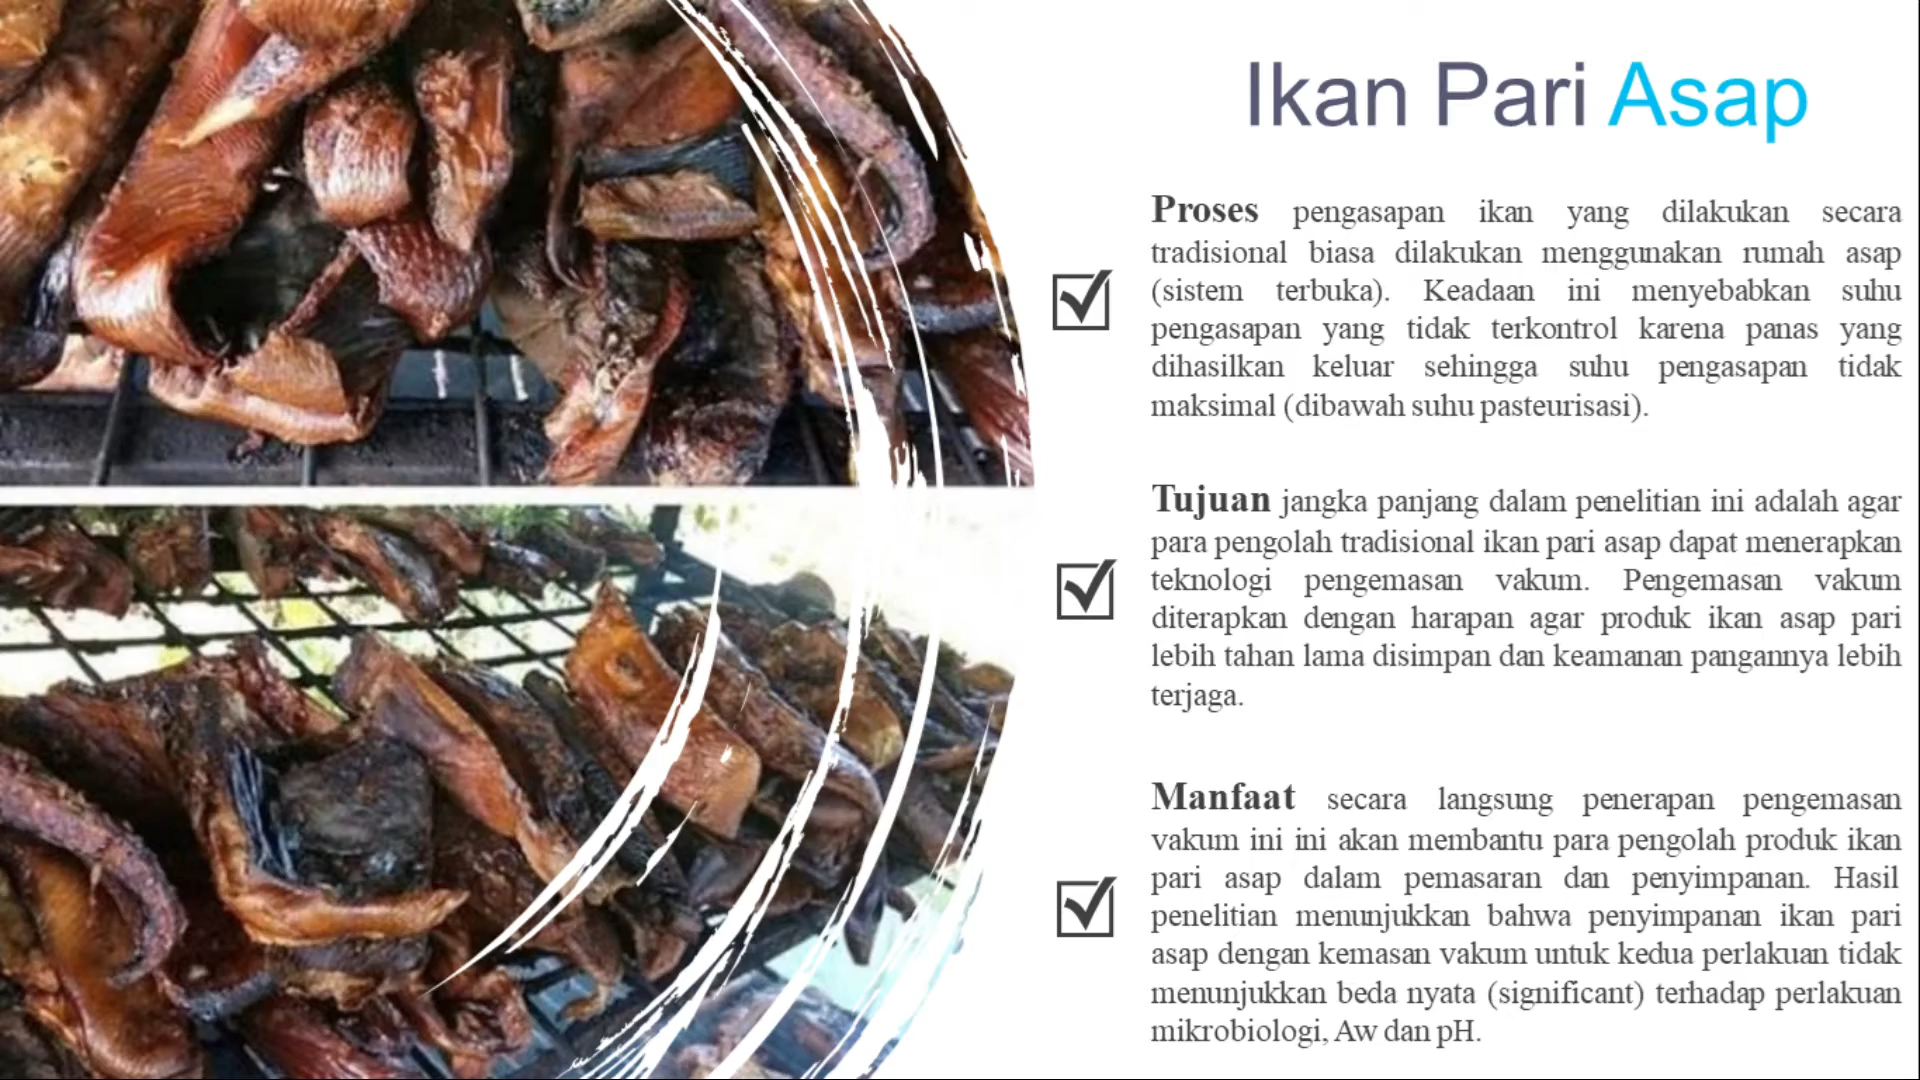 Ikan Pari Asap
Proses pengasapan ikan yang dilakukan secara
tradisional biasa dilakukan menggunakan rumah asap
(sistem terbuka). Keadaan ini menyebabkan suhu
pengasapan yang tidak terkontrol karena panas yang
dihasilkan keluar sehingga suhu pengasapan tidak
maksimal (dibawah suhu pasteurisasi).
Tujuan jangka panjang dalam penelitian ini adalah agar
para pengolah tradisional ikan pari asap dapat menerapkan
teknologi pengemasan vakum. Pengemasan vakum
diterapkan dengan harapan agar produk ikan asap pari
lebih tahan lama disimpan dan keamanan pangannya lebih
terjaga.
Manfaat secara langsung penerapan pengemasan
vakum ini ini akan membantu para pengolah produk ikan
pari asap dalam pemasaran dan penyimpanan. Hasil
penelitian menunjukkan bahwa penyimpanan ikan pari
asap dengan kemasan vakum untuk kedua perlakuan tidak
menunjukkan beda nyata (significant) terhadap perlakuan
mikrobiologi, Aw dan pH.